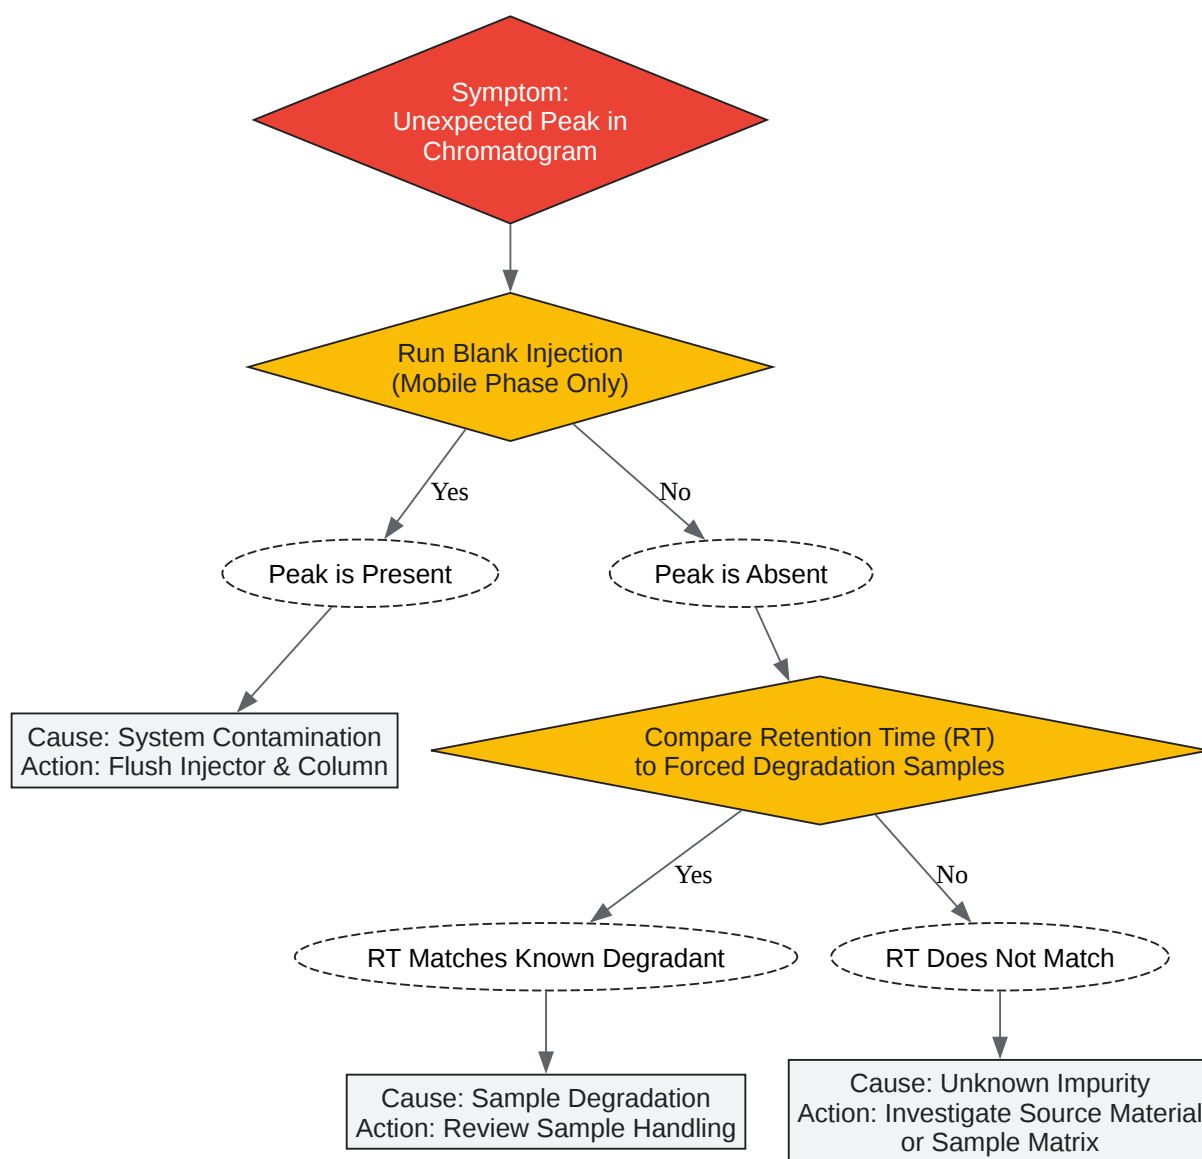 Symptom:
Unexpected Peak in
Chromatogram
Run Blank Injection
(Mobile Phase Only)
Yes
No
Peak is Present
Peak is Absent
Cause: System Contamination
Action: Flush Injector & Column
Compare Retention Time (RT)
to Forced Degradation Samples
Yes
No
RT Matches Known Degradant
RT Does Not Match
Cause: Sample Degradation
Action: Review Sample Handling
Cause: Unknown Impurity
Action: Investigate Source Material
or Sample Matrix